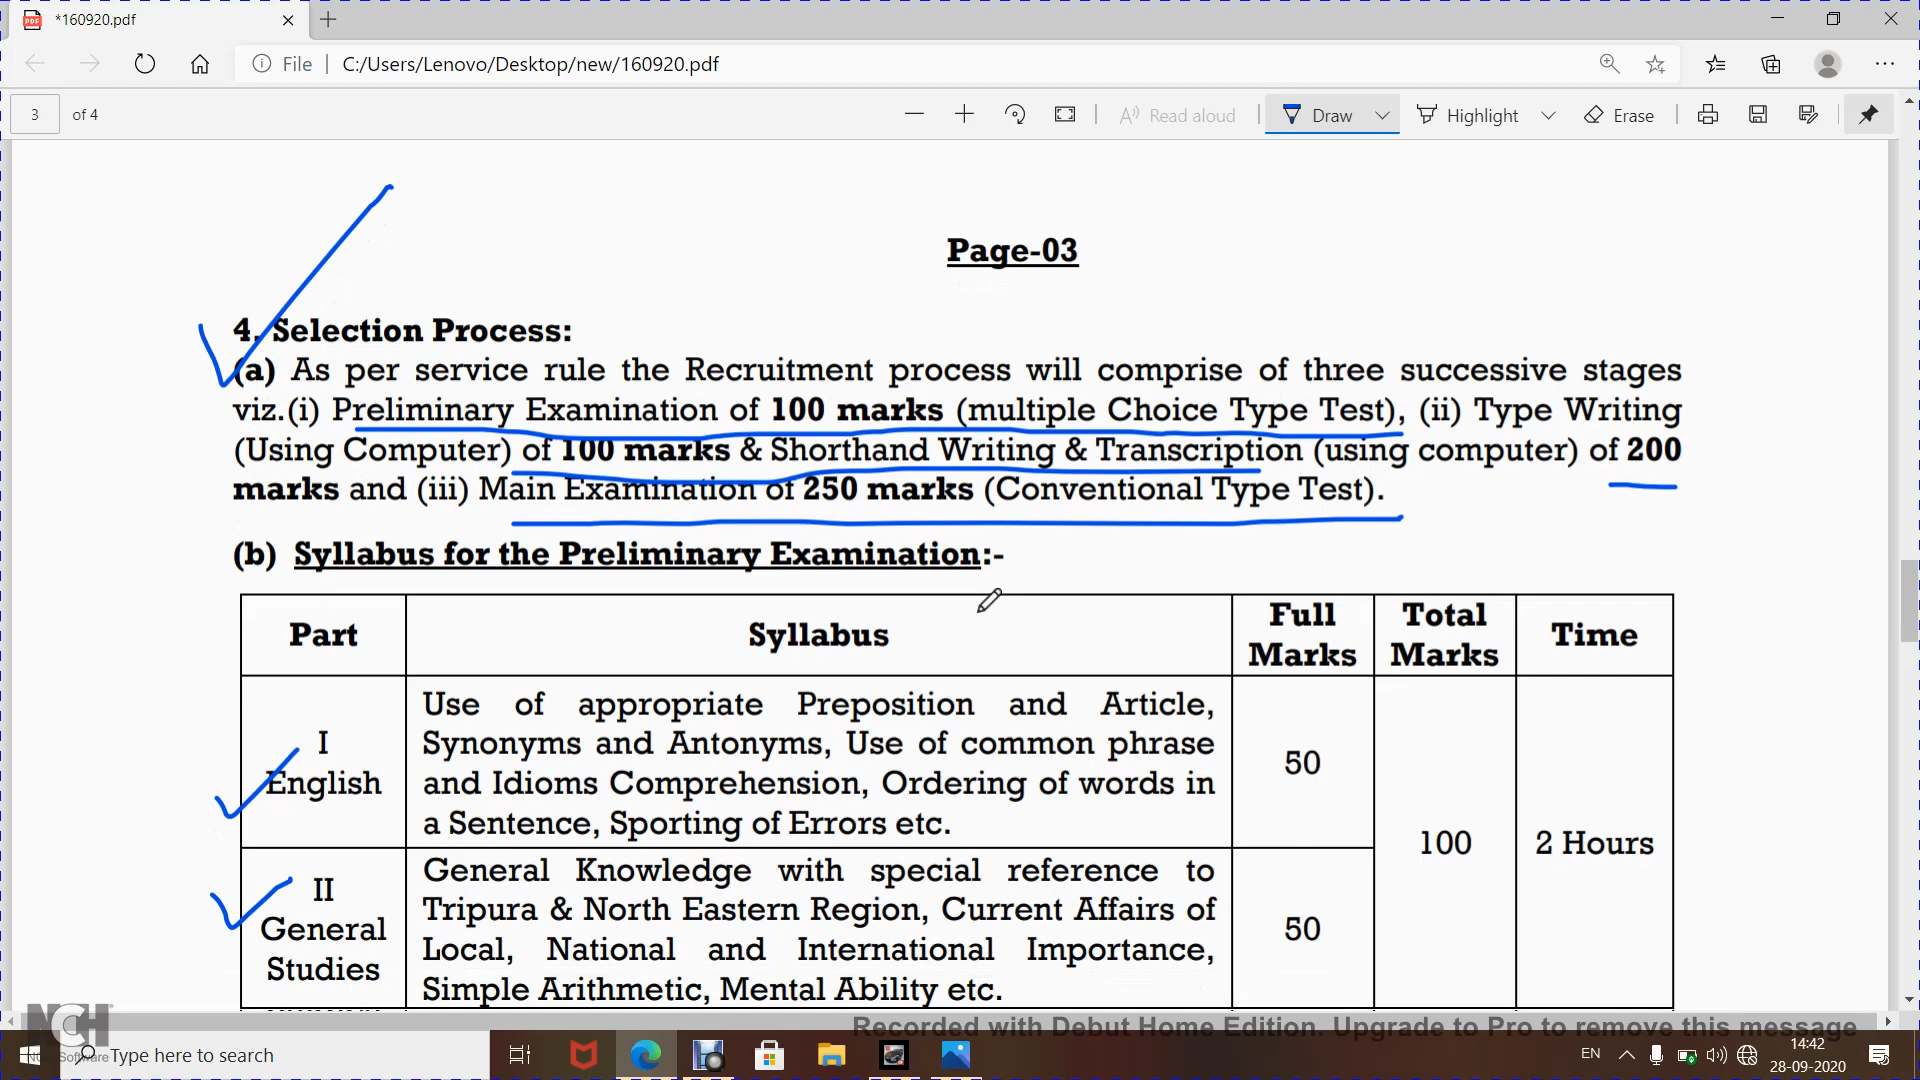 *160920.pdf
File
C:/Users/Lenovo/Desktop/new/160920.pdf
3 of 4
Read aloud
Draw
Highlight
Erase
Page-03
4. Selection Process:
(a) As per service rule the Recruitment process will comprise of three successive stages
viz.(i) Preliminary Examination of 100 marks (multiple Choice Type Test), (ii) Type Writing
(Using Computer) of 100 marks & Shorthand Writing & Transcription (using computer) of 200
marks and (iii) Main Examination of 250 marks (Conventional Type Test).
(b) Syllabus for the Preliminary Examination:-
Part
Syllabus
Full
Marks
Total
Marks
Time
I
English
Use of appropriate Preposition and Article,
Synonyms and Antonyms, Use of common phrase
and Idioms Comprehension, Ordering of words in
a Sentence, Sporting of Errors etc.
50
100
2 Hours
II
General
Studies
General Knowledge with special reference to
Tripura & North Eastern Region, Current Affairs of
Local, National and International Importance,
Simple Arithmetic, Mental Ability etc.
50
NCH
Software
Recorded with Debut Home Edition. Upgrade to Pro to remove this message
Type here to search
EN
14:42
28-09-2020